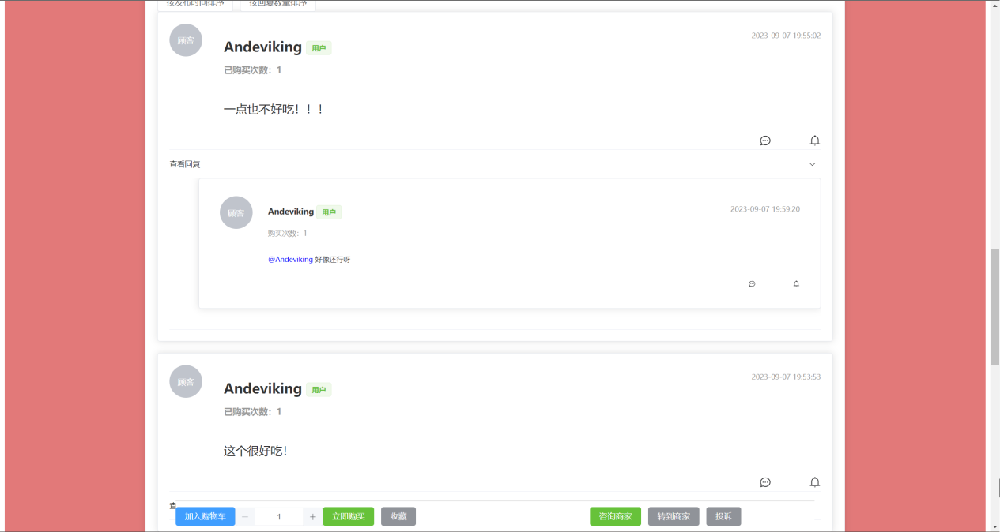 按发布时间排序 按回复数量排序
顾客
Andeviking 用户
2023-09-07 19:55:02
已购买次数：1
一点也不好吃！！！
查看回复
顾客
Andeviking 用户
2023-09-07 19:59:20
购买次数：1
@Andeviking 好像还行呀
顾客
Andeviking 用户
2023-09-07 19:53:53
已购买次数：1
这个很好吃！
查
加入购物车 － 1 + 立即购买 收藏 咨询商家 转到商家 投诉